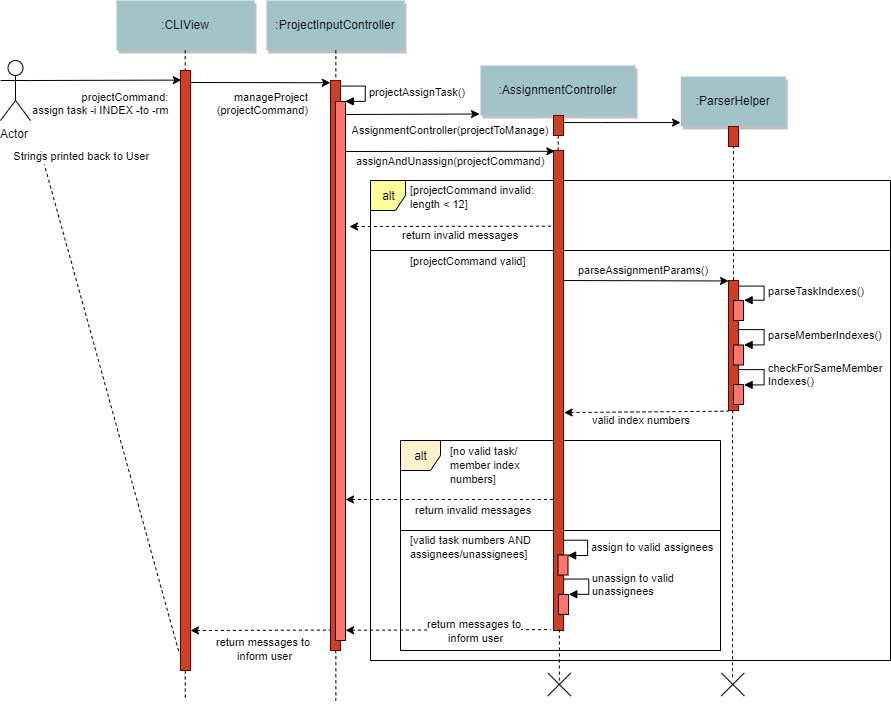 :CLIView
:ProjectInputController
:AssignmentController
:ParserHelper
Actor
projectCommand:
assign task -i INDEX -to -rm
manageProject
(projectCommand)
projectAssignTask()
AssignmentController(projectToManage)
assignAndUnassign(projectCommand)
Strings printed back to User
alt
[projectCommand invalid:
length < 12]
return invalid messages
[projectCommand valid]
parseAssignmentParams()
parseTaskIndexes()
parseMemberIndexes()
checkForSameMember
Indexes()
valid index numbers
alt
[no valid task/
member index
numbers]
return invalid messages
[valid task numbers AND
assignees/unassignees]
assign to valid assignees
unassign to valid
unassignees
return messages to
inform user
return messages to
inform user